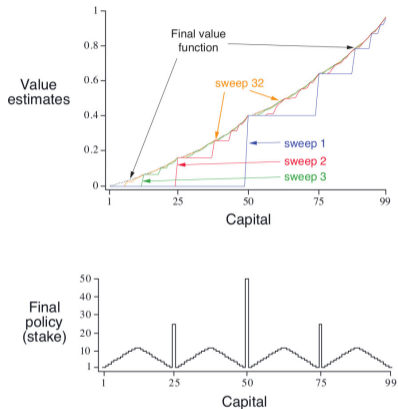 1
0.8
0.6
0.4
0.2
0
Value
estimates
Final value
function
sweep 32
sweep 1
sweep 2
sweep 3
1
25
50
75
99
Capital
50
40
30
20
10
1
Final
policy
(stake)
1
25
50
75
99
Capital